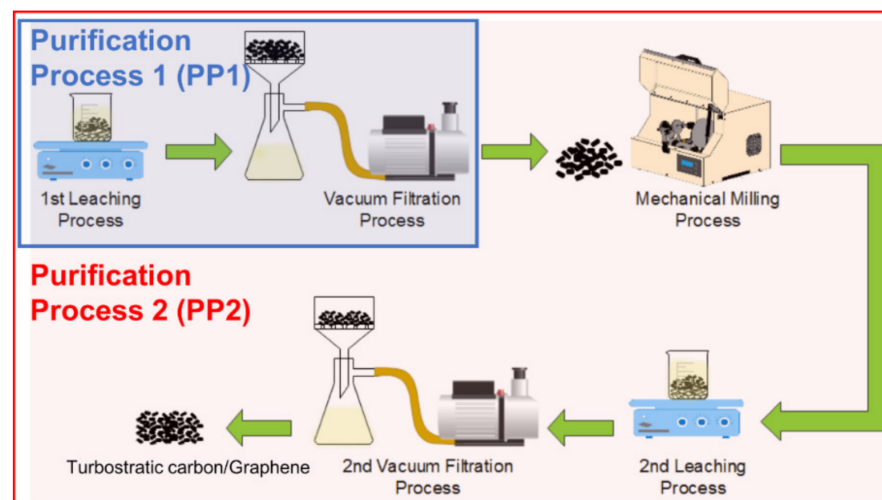 Purification
Process 1 (PP1)
1st Leaching
Process
Vacuum Filtration
Process
Mechanical Milling
Process
Purification
Process 2 (PP2)
Turbostratic carbon/Graphene
2nd Vacuum Filtration
Process
2nd Leaching
Process